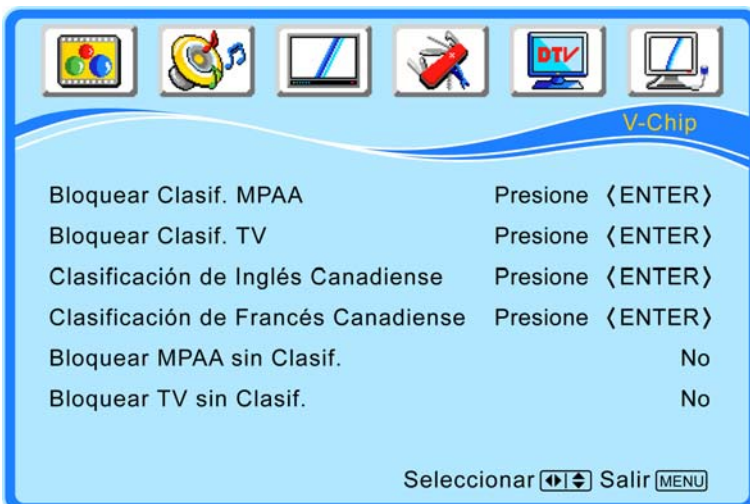 DTV
V-Chip
Bloquear Clasif. MPAA Presione 〈ENTER〉
Bloquear Clasif. TV Presione 〈ENTER〉
Clasificación de Inglés Canadiense Presione 〈ENTER〉
Clasificación de Francés Canadiense Presione 〈ENTER〉
Bloquear MPAA sin Clasif. No
Bloquear TV sin Clasif. No
Seleccionar Salir MENU